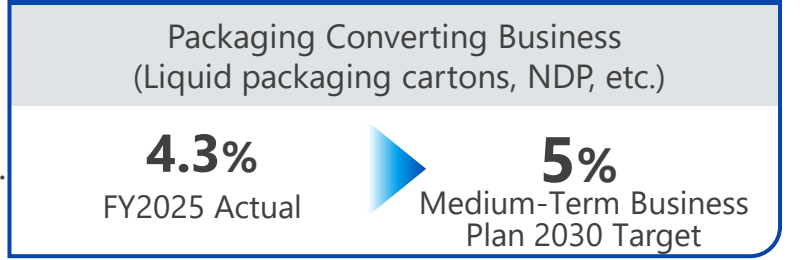 Packaging Converting Business
(Liquid packaging cartons, NDP, etc.)
4.3%
FY2025 Actual
5%
Medium-Term Business
Plan 2030 Target